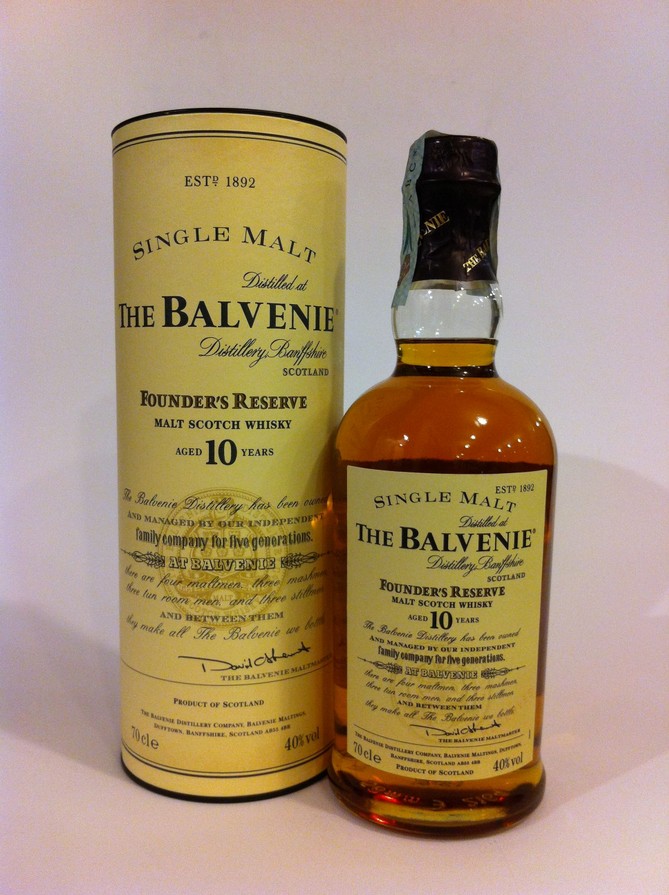 ESTD 1892
SINGLE MALT
Distilled at
THE BALVENIE®
Distillery, Banffshire
SCOTLAND
FOUNDER'S RESERVE
MALT SCOTCH WHISKY
AGED 10 YEARS
The Balvenie Distillery has been owned
AND MANAGED BY OUR INDEPENDENT
family company for five generations.
AT BALVENIE
there are four maltmen, three mashmen,
three tun room men, and three stillmen
AND BETWEEN THEM
they make all The Balvenie we bottle.
THE BALVENIE MALTMASTER
PRODUCT OF SCOTLAND
THE BALVENIE DISTILLERY COMPANY, BALVENIE MALTINGS,
DUFFTOWN, BANFFSHIRE, SCOTLAND AB55 4BB
70cl e 40% vol
ESTD 1892
SINGLE MALT
Distilled at
THE BALVENIE®
Distillery, Banffshire
SCOTLAND
FOUNDER'S RESERVE
MALT SCOTCH WHISKY
AGED 10 YEARS
The Balvenie Distillery has been owned
AND MANAGED BY OUR INDEPENDENT
family company for five generations.
AT BALVENIE
there are four maltmen, three mashmen,
three tun room men, and three stillmen
AND BETWEEN THEM
they make all The Balvenie we bottle.
THE BALVENIE MALTMASTER
THE BALVENIE DISTILLERY COMPANY, BALVENIE MALTINGS, DUFFTOWN,
BANFFSHIRE, SCOTLAND AB55 4BB
70cl e 40% vol
PRODUCT OF SCOTLAND